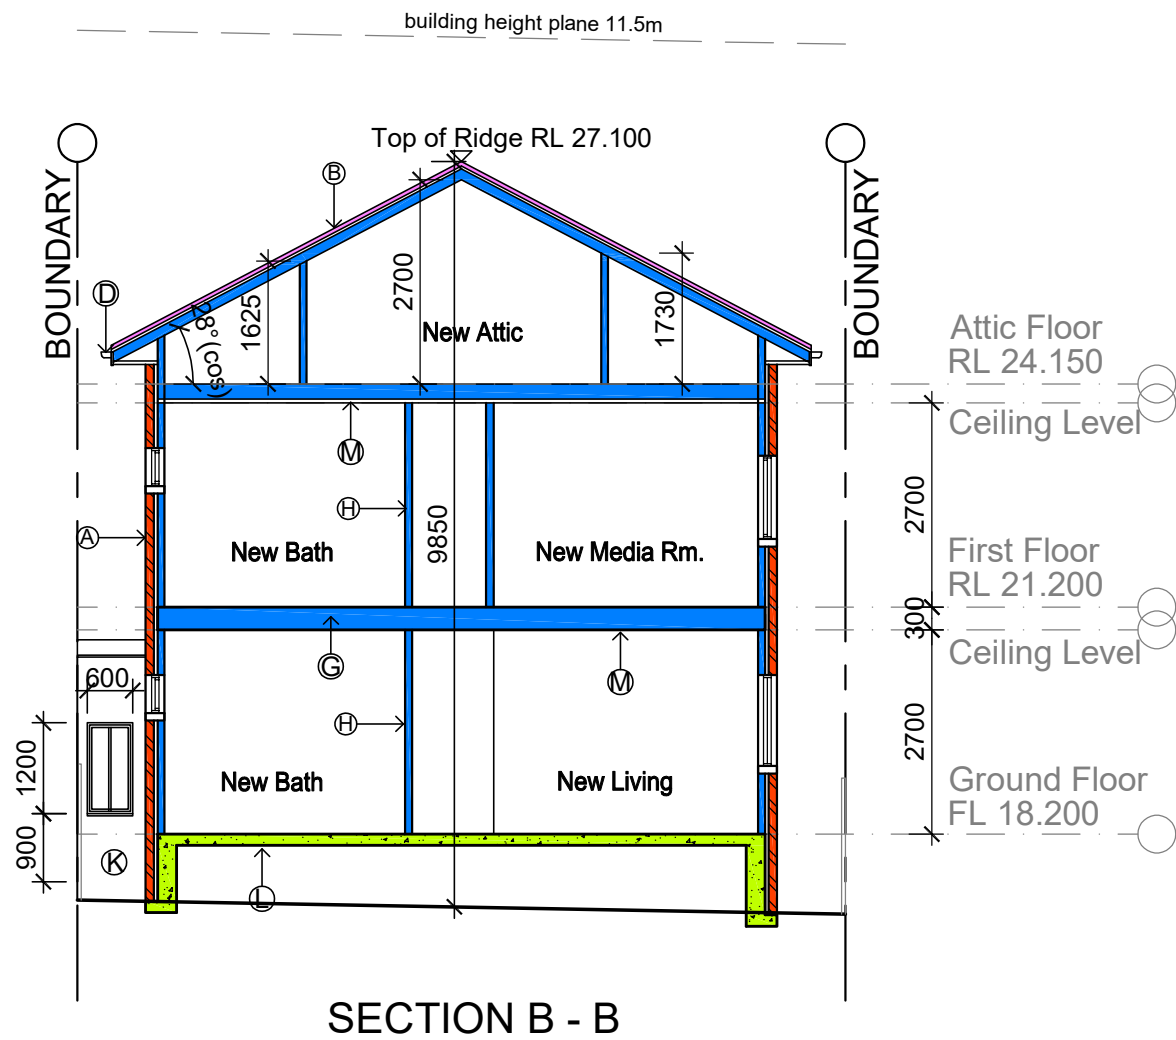 building height plane 11.5m
Top of Ridge RL 27.100
BOUNDARY
BOUNDARY
B
D
28° (cos)
1625
2700
1730
New Attic
Attic Floor
RL 24.150
Ceiling Level
M
H
A
9850
2700
New Bath
New Media Rm.
First Floor
RL 21.200
300
Ceiling Level
G
M
600
H
1200
2700
New Bath
New Living
Ground Floor
FL 18.200
900
K
L
SECTION B - B